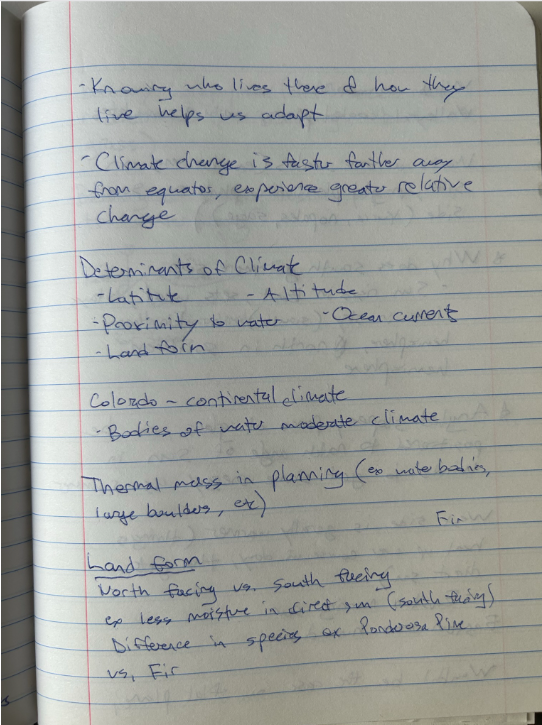 - Knowing who lives there & how they
live helps us adapt
- Climate change is faster farther away
from equator, experience greater relative
change
Determinants of Climate
- Latitute - Altitude
- Proximity to water - Ocean currents
- Land form
Colorado - continental climate
- Bodies of water moderate climate
Thermal mass in planning (ex water bodies,
large boulders, etc)
Fir
Land form
North facing vs. South facing
ex less moisture in direct sun (south facing)
Difference in species ex Ponderosa Pine
vs. Fir